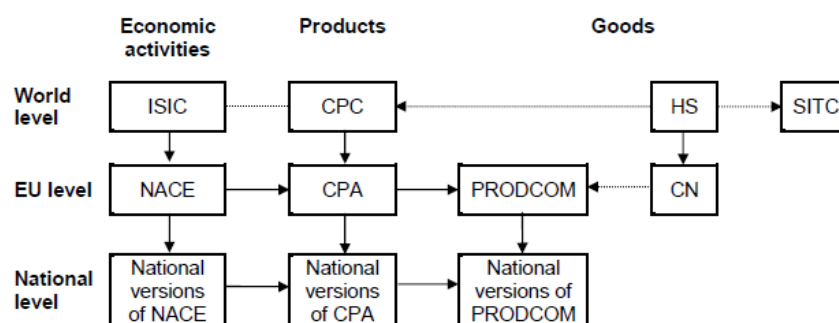 Economic
activities
Products
Goods
World
level
ISIC
CPC
HS
SITC
EU level
NACE
CPA
PRODCOM
CN
National
level
National
versions
of NACE
National
versions
of CPA
National
versions of
PRODCOM